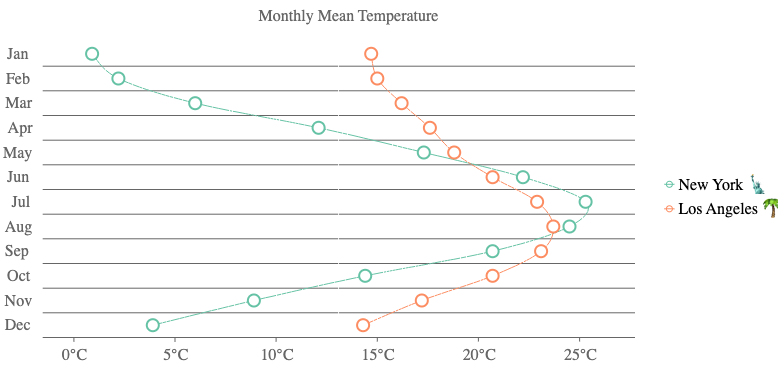 Monthly Mean Temperature
Jan
Feb
Mar
Apr
May
Jun
Jul
Aug
Sep
Oct
Nov
Dec
0°C 5°C 10°C 15°C 20°C 25°C
New York 🗽
Los Angeles 🌴